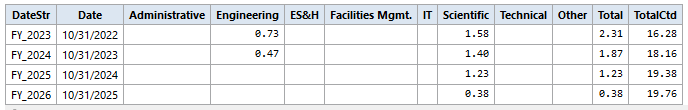 DateStr Date Administrative Engineering ES&H Facilities Mgmt. IT Scientific Technical Other Total TotalCtd
FY_2023 10/31/2022 0.73 1.58 2.31 16.28
FY_2024 10/31/2023 0.47 1.40 1.87 18.16
FY_2025 10/31/2024 1.23 1.23 19.38
FY_2026 10/31/2025 0.38 0.38 19.76